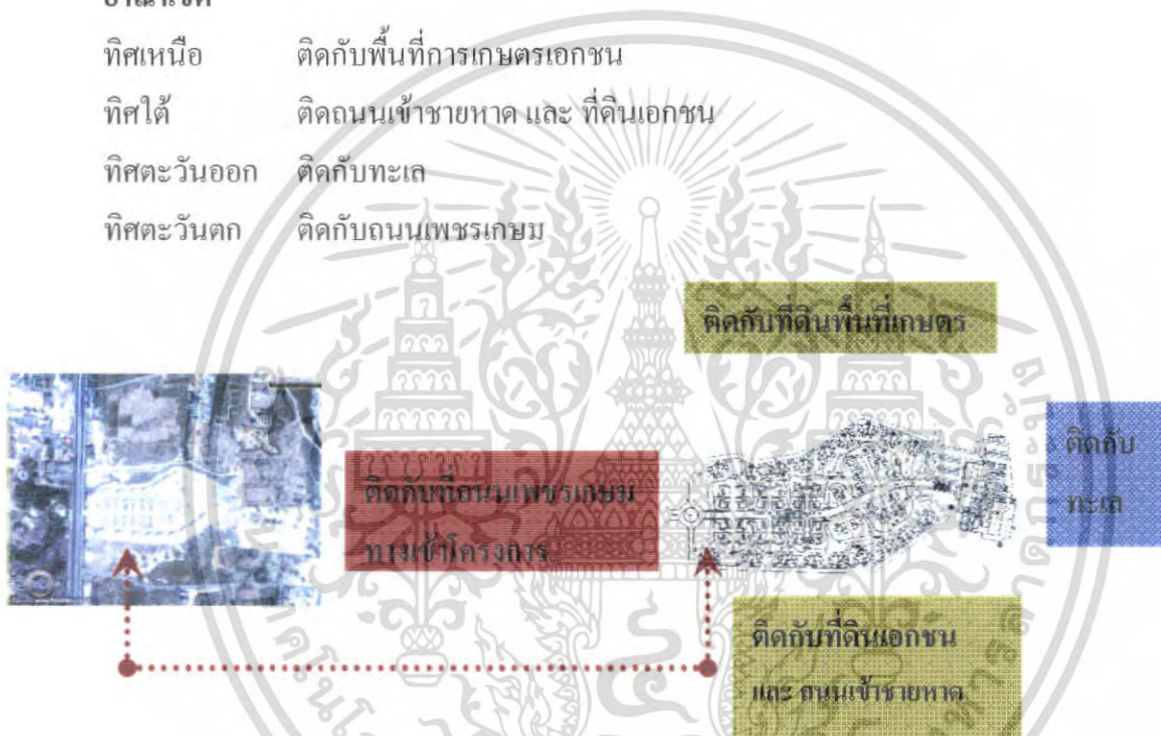 อาณาเขต
ทิศเหนือ ติดกับพื้นที่การเกษตรเอกชน
ทิศใต้ ติดถนนเข้าชายหาด และ ที่ดินเอกชน
ทิศตะวันออก ติดกับทะเล
ทิศตะวันตก ติดกับถนนเพชรเกษม
ติดกับที่ดินพื้นที่เกษตร
ติดกับ
ทะเล
ติดกับที่ถนนเพชรเกษม
ทางเข้าโครงการ
ติดกับที่ดินเอกชน
และ ถนนเข้าชายหาด